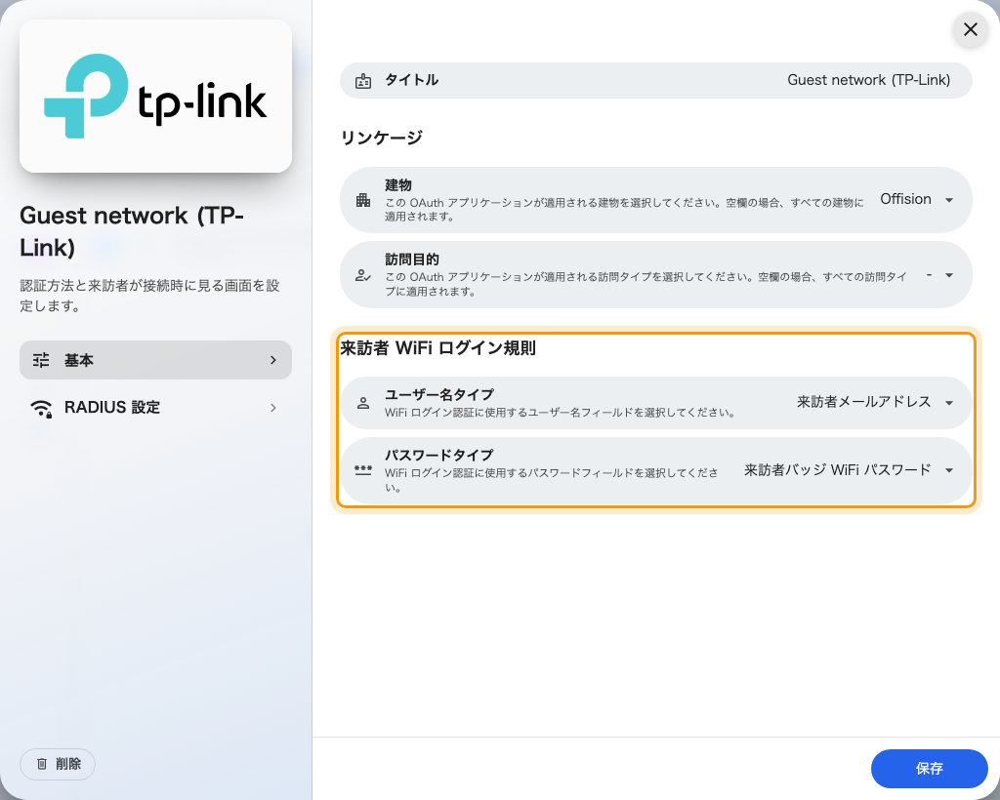 tp-link
Guest network (TP-
Link)
認証方法と来訪者が接続時に見る画面を設
定します。
基本
RADIUS 設定
削除
タイトル
Guest network (TP-Link)
リンケージ
建物
この OAuth アプリケーションが適用される建物を選択してください。空欄の場合、すべての建物に
適用されます。
Offision
訪問目的
この OAuth アプリケーションが適用される訪問タイプを選択してください。空欄の場合、すべての訪問タイ
プに適用されます。
-
来訪者 WiFi ログイン規則
ユーザー名タイプ
WiFi ログイン認証に使用するユーザー名フィールドを選択してください。
来訪者メールアドレス
パスワードタイプ
WiFi ログイン認証に使用するパスワードフィールドを選択してくださ
い。
来訪者バッジ WiFi パスワード
保存